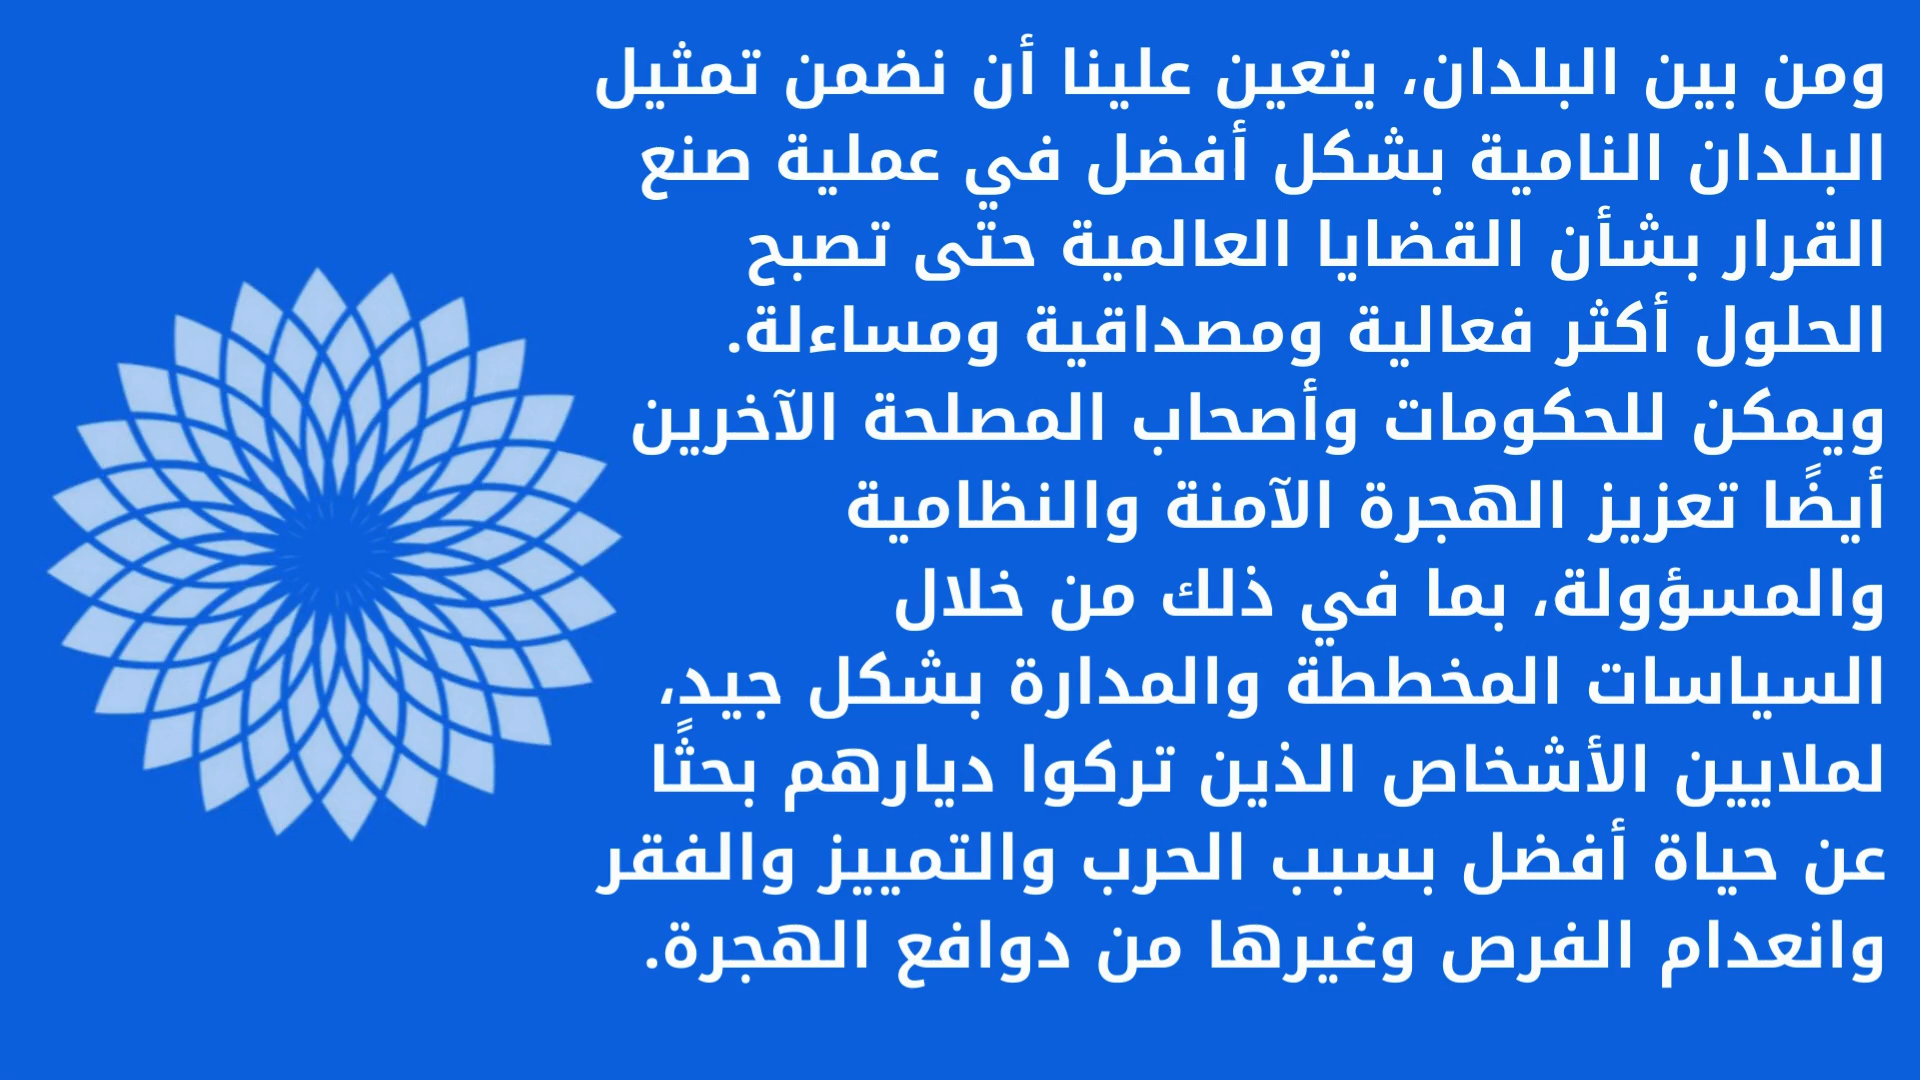 ومن بين البلدان، يتعين علينا أن نضمن تمثيل
البلدان النامية بشكل أفضل في عملية صنع
القرار بشأن القضايا العالمية حتى تصبح
الحلول أكثر فعالية ومصداقية ومساءلة.
ويمكن للحكومات وأصحاب المصلحة الآخرين
أيضًا تعزيز الهجرة الآمنة والنظامية
والمسؤولة، بما في ذلك من خلال
السياسات المخططة والمدارة بشكل جيد،
لملايين الأشخاص الذين تركوا ديارهم بحثًا
عن حياة أفضل بسبب الحرب والتمييز والفقر
وانعدام الفرص وغيرها من دوافع الهجرة.